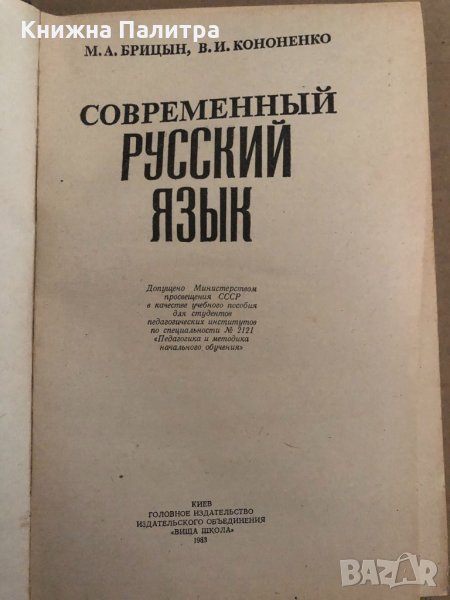 Книжна Палитра
М. А. БРИЦЫН, В. И. КОНОНЕНКО
СОВРЕМЕННЫЙ
РУССКИЙ
ЯЗЫК
Допущено Министерством
просвещения СССР
в качестве учебного пособия
для студентов
педагогических институтов
по специальности № 2121
«Педагогика и методика
начального обучения»
КИЕВ
ГОЛОВНОЕ ИЗДАТЕЛЬСТВО
ИЗДАТЕЛЬСКОГО ОБЪЕДИНЕНИЯ
«ВИЩА ШКОЛА»
1983
BAZAR